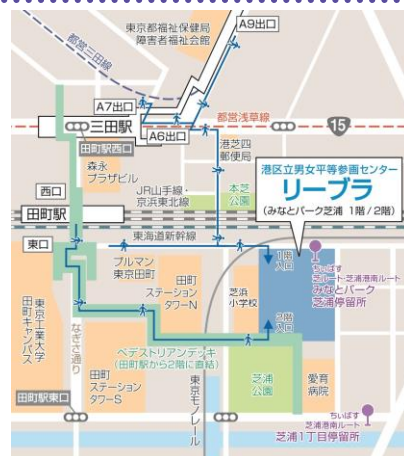 東京都福祉保健局
障害者福祉会館
A9出口
都営三田線
A7出口
三田駅
A6出口
都営浅草線
15
田町駅西口
森永
プラザビル
港芝四
郵便局
本芝
公園
港区立男女平等参画センター
リーブラ
(みなとパーク芝浦 1階/2階)
西口
田町駅
JR山手線・
京浜東北線
東海道新幹線
東口
プルマン
東京田町
田町
ステーション
タワーN
芝浜
小学校
1階
入口
2階
入口
ちぃばす
芝ルート・芝浦港南ルート
みなとパーク
芝浦停留所
東京工業大学
田町キャンパス
なぎさ通り
ペデストリアンデッキ
(田町駅から2階に直結)
田町
ステーション
タワーS
東京モノレール
芝浦
公園
愛育
病院
田町駅東口
ちぃばす
芝浦港南ルート
芝浦1丁目停留所